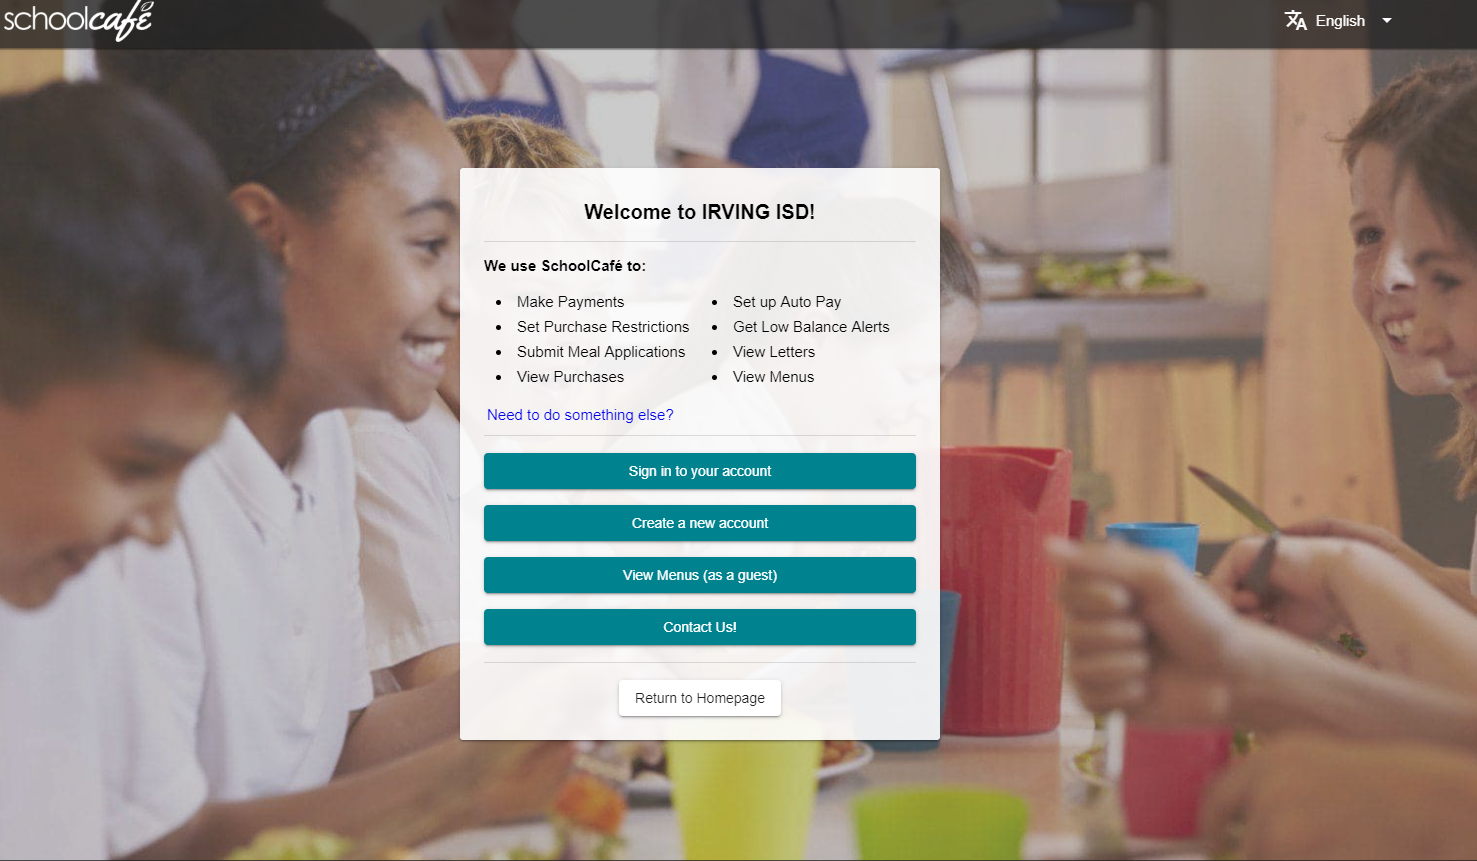 schoolcafé
English
Welcome to IRVING ISD!
We use SchoolCafé to:
Make Payments
Set Purchase Restrictions
Submit Meal Applications
View Purchases
Set up Auto Pay
Get Low Balance Alerts
View Letters
View Menus
Need to do something else?
Sign in to your account
Create a new account
View Menus (as a guest)
Contact Us!
Return to Homepage